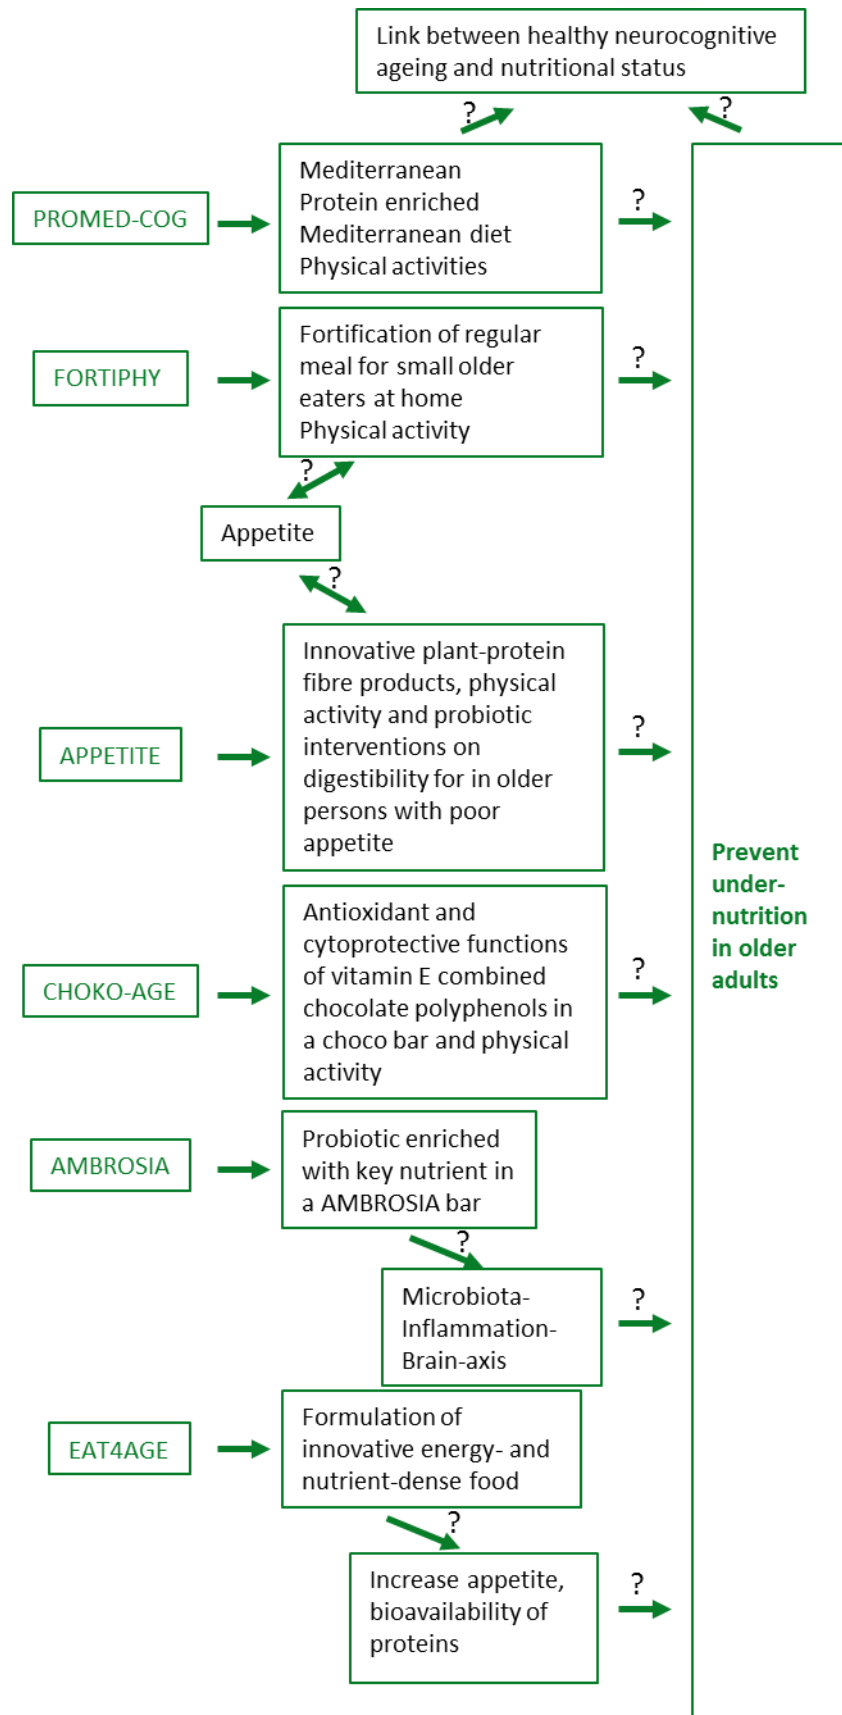 Link between healthy neurocognitive
ageing and nutritional status
?
?
PROMED-COG
Mediterranean
Protein enriched
Mediterranean diet
Physical activities
?
FORTIPHY
Fortification of regular
meal for small older
eaters at home
Physical activity
?
?
Appetite
?
APPETITE
Innovative plant-protein
fibre products, physical
activity and probiotic
interventions on
digestibility for in older
persons with poor
appetite
?
CHOKO-AGE
Antioxidant and
cytoprotective functions
of vitamin E combined
chocolate polyphenols in
a choco bar and physical
activity
?
Prevent
under-
nutrition
in older
adults
AMBROSIA
Probiotic enriched
with key nutrient in
a AMBROSIA bar
?
Microbiota-
Inflammation-
Brain-axis
?
EAT4AGE
Formulation of
innovative energy- and
nutrient-dense food
?
Increase appetite,
bioavailability of
proteins
?